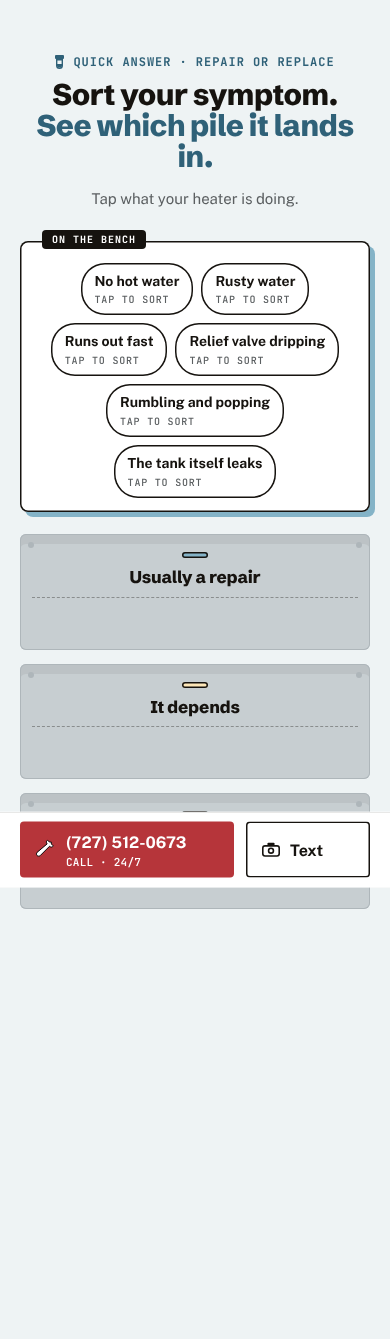 QUICK ANSWER · REPAIR OR REPLACE
Sort your symptom.
See which pile it lands
in.
Tap what your heater is doing.
ON THE BENCH
No hot water
TAP TO SORT
Rusty water
TAP TO SORT
Runs out fast
TAP TO SORT
Relief valve dripping
TAP TO SORT
Rumbling and popping
TAP TO SORT
The tank itself leaks
TAP TO SORT
Usually a repair
It depends
(727) 512-0673
CALL · 24/7
Text